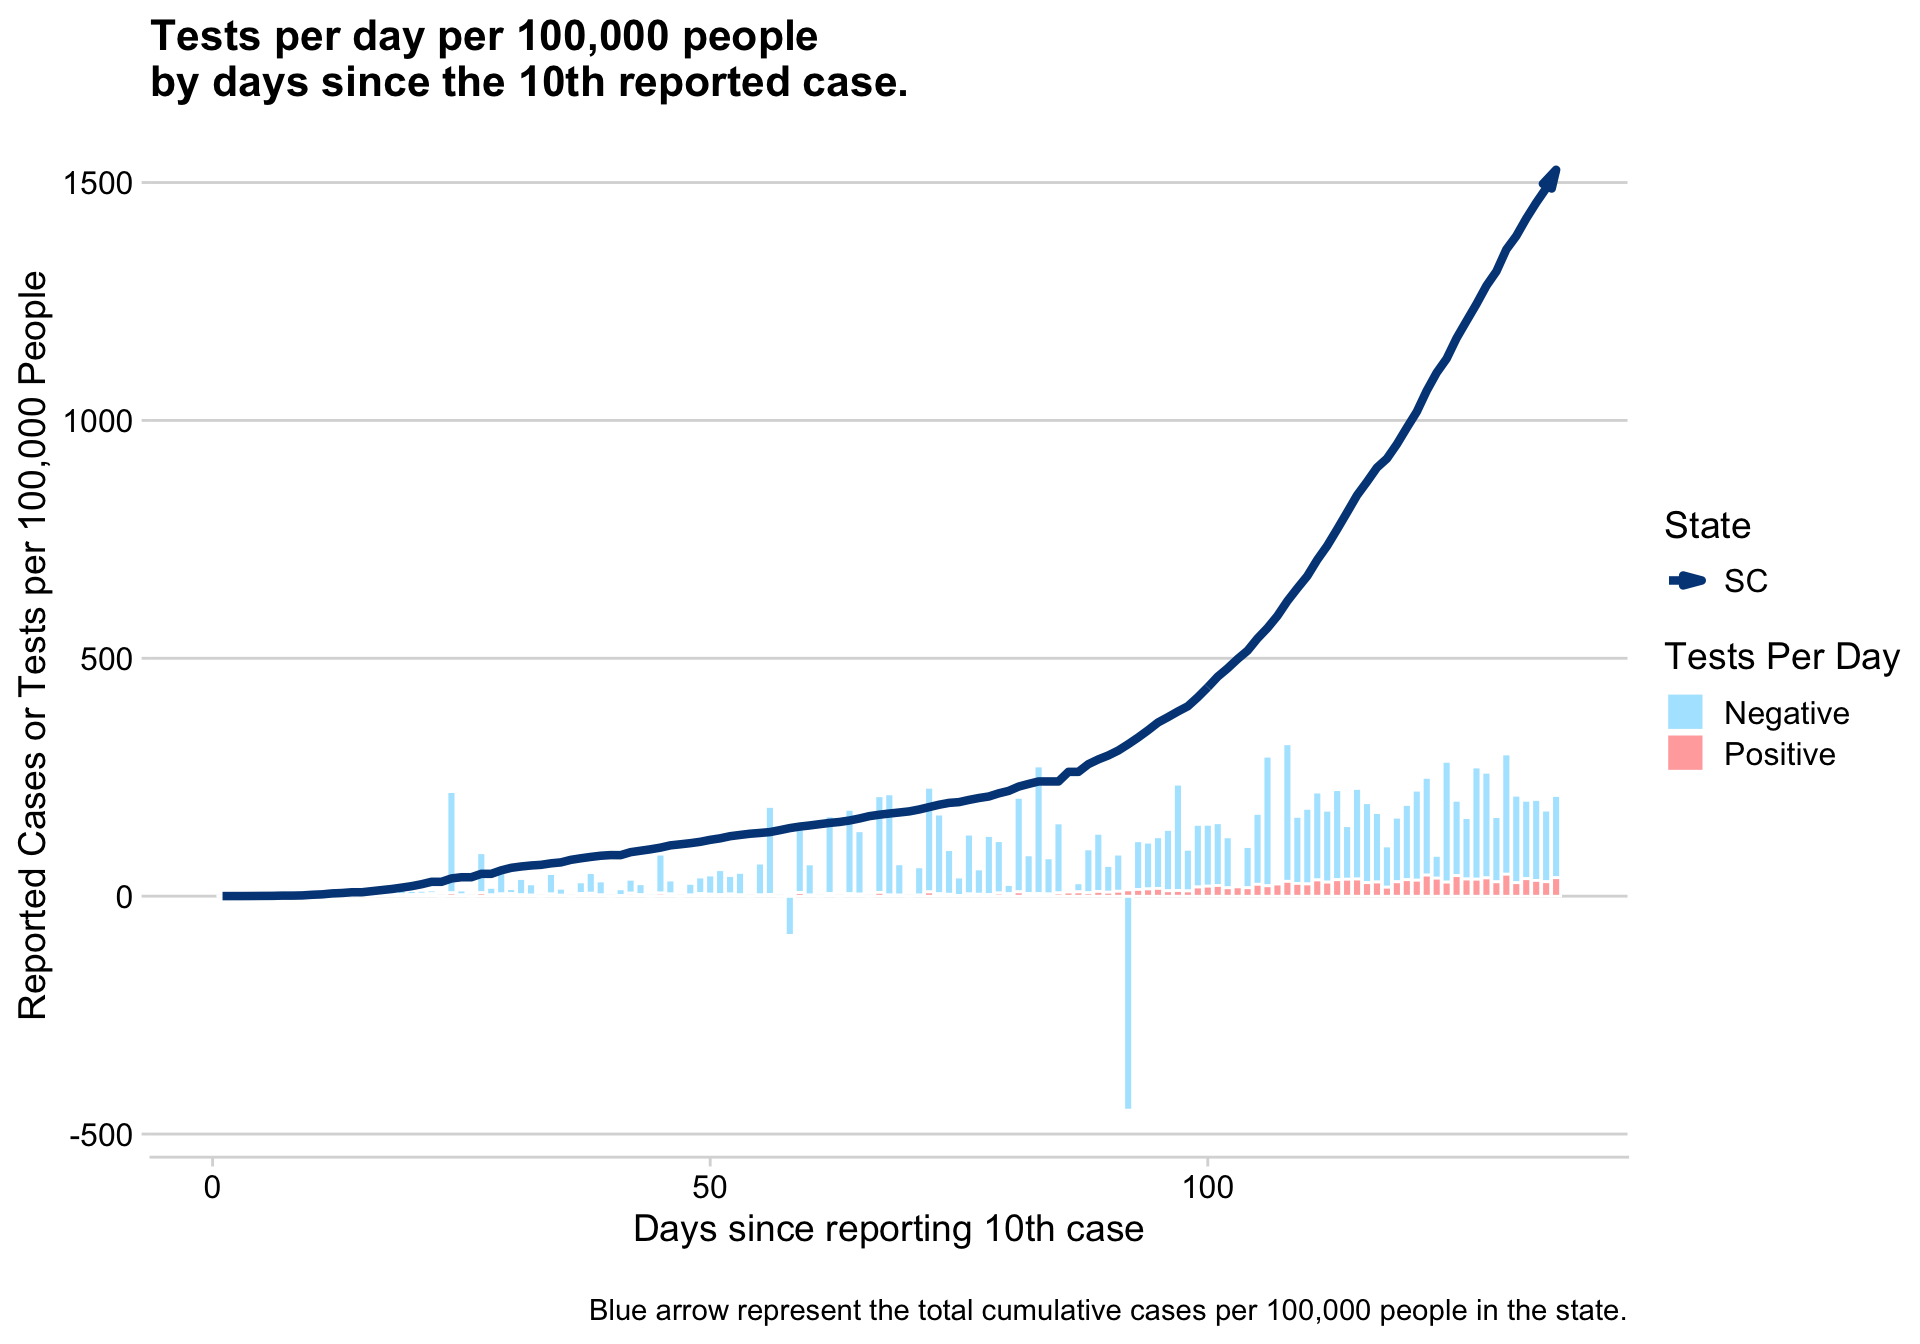 Tests per day per 100,000 people
by days since the 10th reported case.
Reported Cases or Tests per 100,000 People
1500
1000
500
0
-500
0
50
100
Days since reporting 10th case
State
SC
Tests Per Day
Negative
Positive
Blue arrow represent the total cumulative cases per 100,000 people in the state.